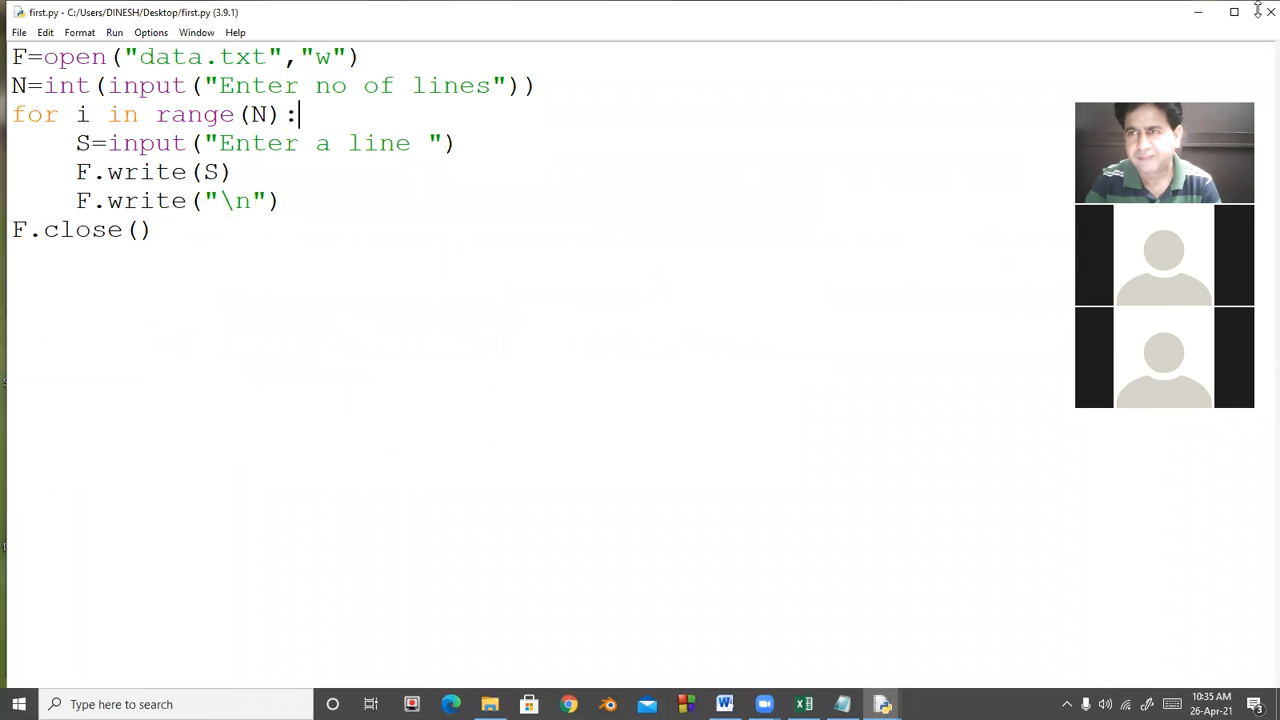 first.py - C:/Users/DINESH/Desktop/first.py (3.9.1)
File Edit Format Run Options Window Help
F=open("data.txt","w")
N=int(input("Enter no of lines"))
for i in range(N):
    S=input("Enter a line ")
    F.write(S)
    F.write("\n")
F.close()
Type here to search
10:35 AM
26-Apr-21
3